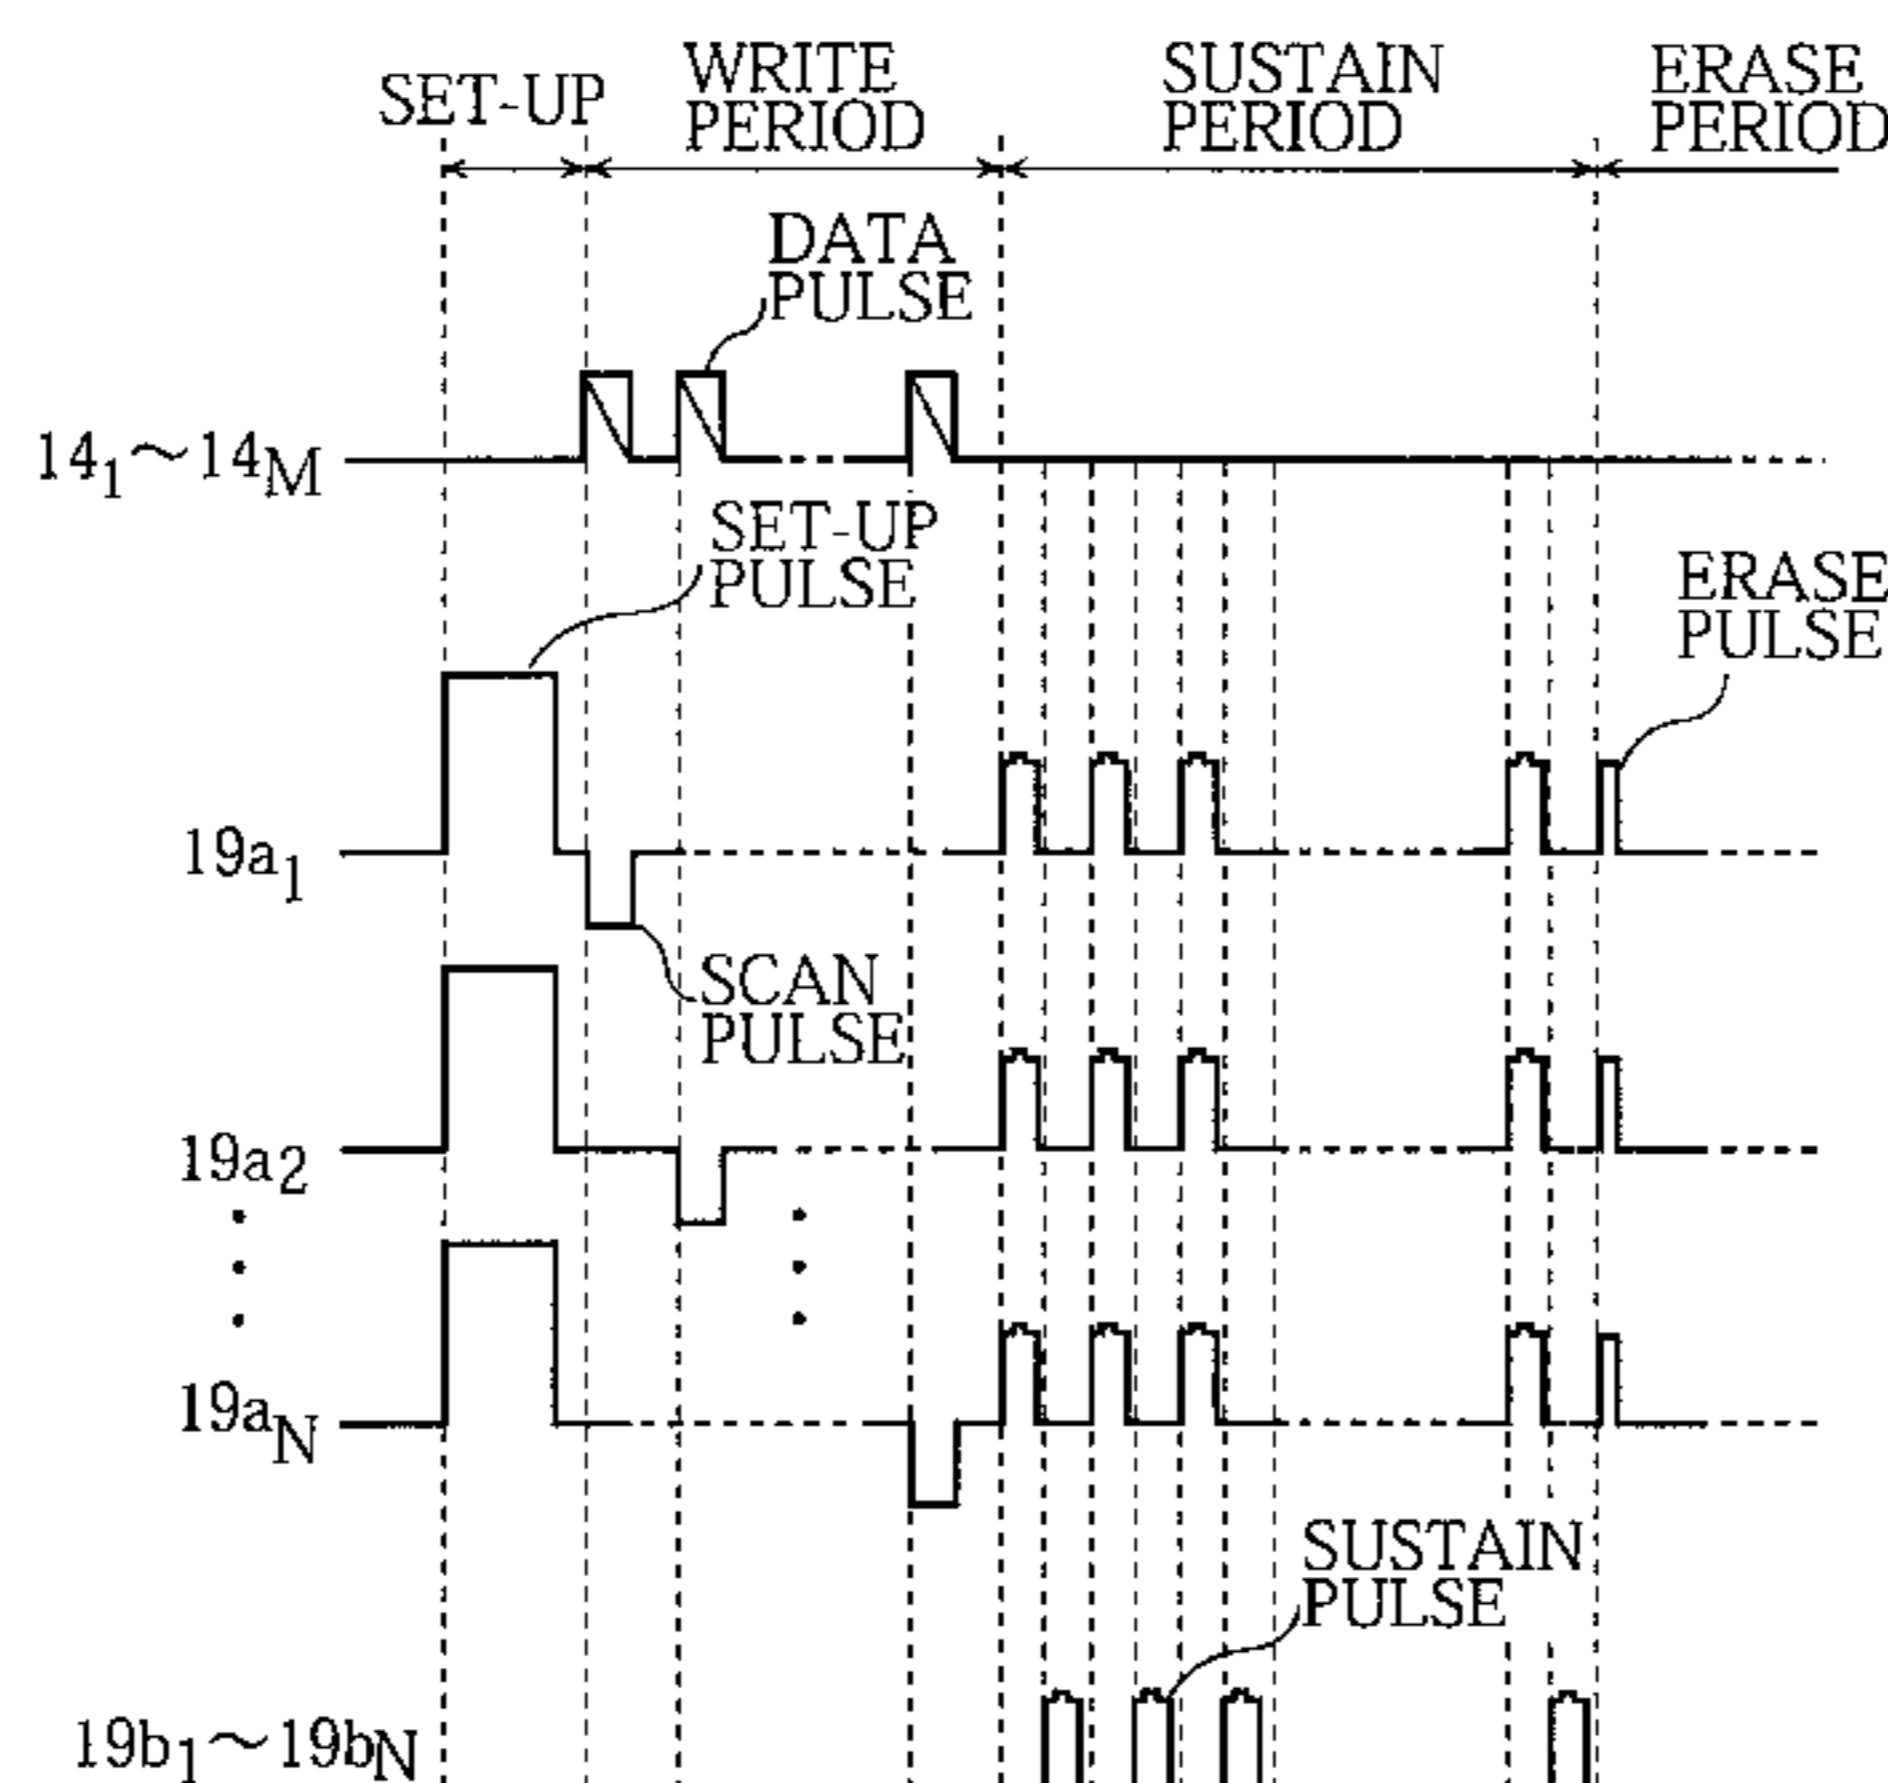 SET-UP
WRITE
PERIOD
SUSTAIN
PERIOD
ERASE
PERIOD
DATA
PULSE
14₁～14M
SET-UP
PULSE
ERASE
PULSE
19a₁
SCAN
PULSE
19a₂
19aN
SUSTAIN
PULSE
19b₁～19bN